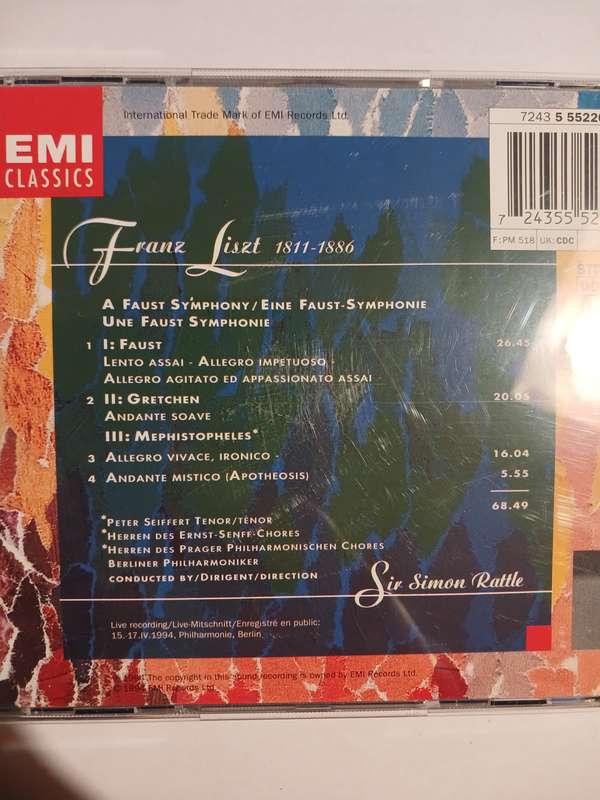 International Trade Mark of EMI Records Ltd.
EMI
CLASSICS
7243 5 5522
7 24355 52
F: PM 518 UK: CDC
Franz Liszt 1811-1886
A FAUST SYMPHONY/EINE FAUST-SYMPHONIE
UNE FAUST SYMPHONIE
1 I: FAUST 26.45
LENTO ASSAI - ALLEGRO IMPETUOSO -
ALLEGRO AGITATO ED APPASSIONATO ASSAI
2 II: GRETCHEN 20.05
ANDANTE SOAVE
III: MEPHISTOPHELES*
3 ALLEGRO VIVACE, IRONICO - 16.04
4 ANDANTE MISTICO (APOTHEOSIS) 5.55
68.49
*PETER SEIFFERT TENOR/TÉNOR
*HERREN DES ERNST-SENFF-CHORES
*HERREN DES PRAGER PHILHARMONISCHEN CHORES
BERLINER PHILHARMONIKER
CONDUCTED BY/DIRIGENT/DIRECTION
Sir Simon Rattle
Live recording/Live-Mitschnitt/Enregistré en public:
15.-17.IV.1994, Philharmonie, Berlin
1994 The copyright in this sound recording is owned by EMI Records Ltd.
© 1994 EMI Records Ltd.